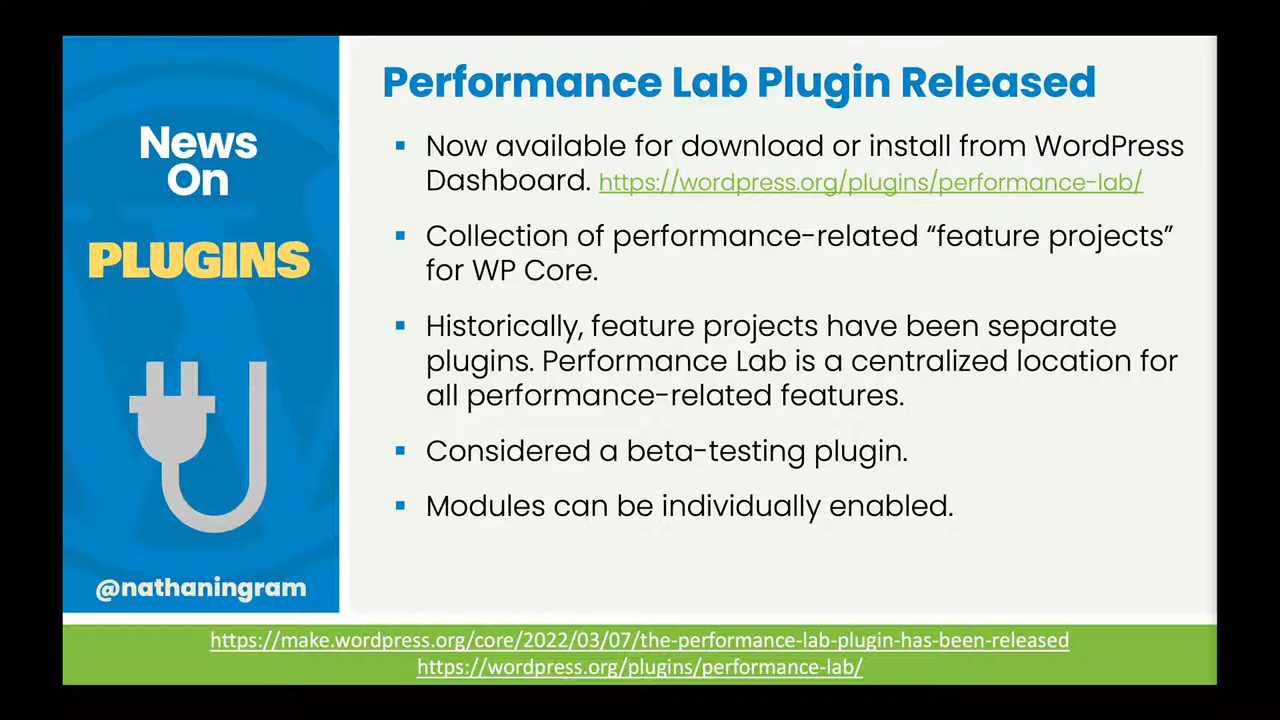 News
On
PLUGINS
@nathaningram
Performance Lab Plugin Released
Now available for download or install from WordPress
Dashboard. https://wordpress.org/plugins/performance-lab/
Collection of performance-related “feature projects”
for WP Core.
Historically, feature projects have been separate
plugins. Performance Lab is a centralized location for
all performance-related features.
Considered a beta-testing plugin.
Modules can be individually enabled.
https://make.wordpress.org/core/2022/03/07/the-performance-lab-plugin-has-been-released
https://wordpress.org/plugins/performance-lab/